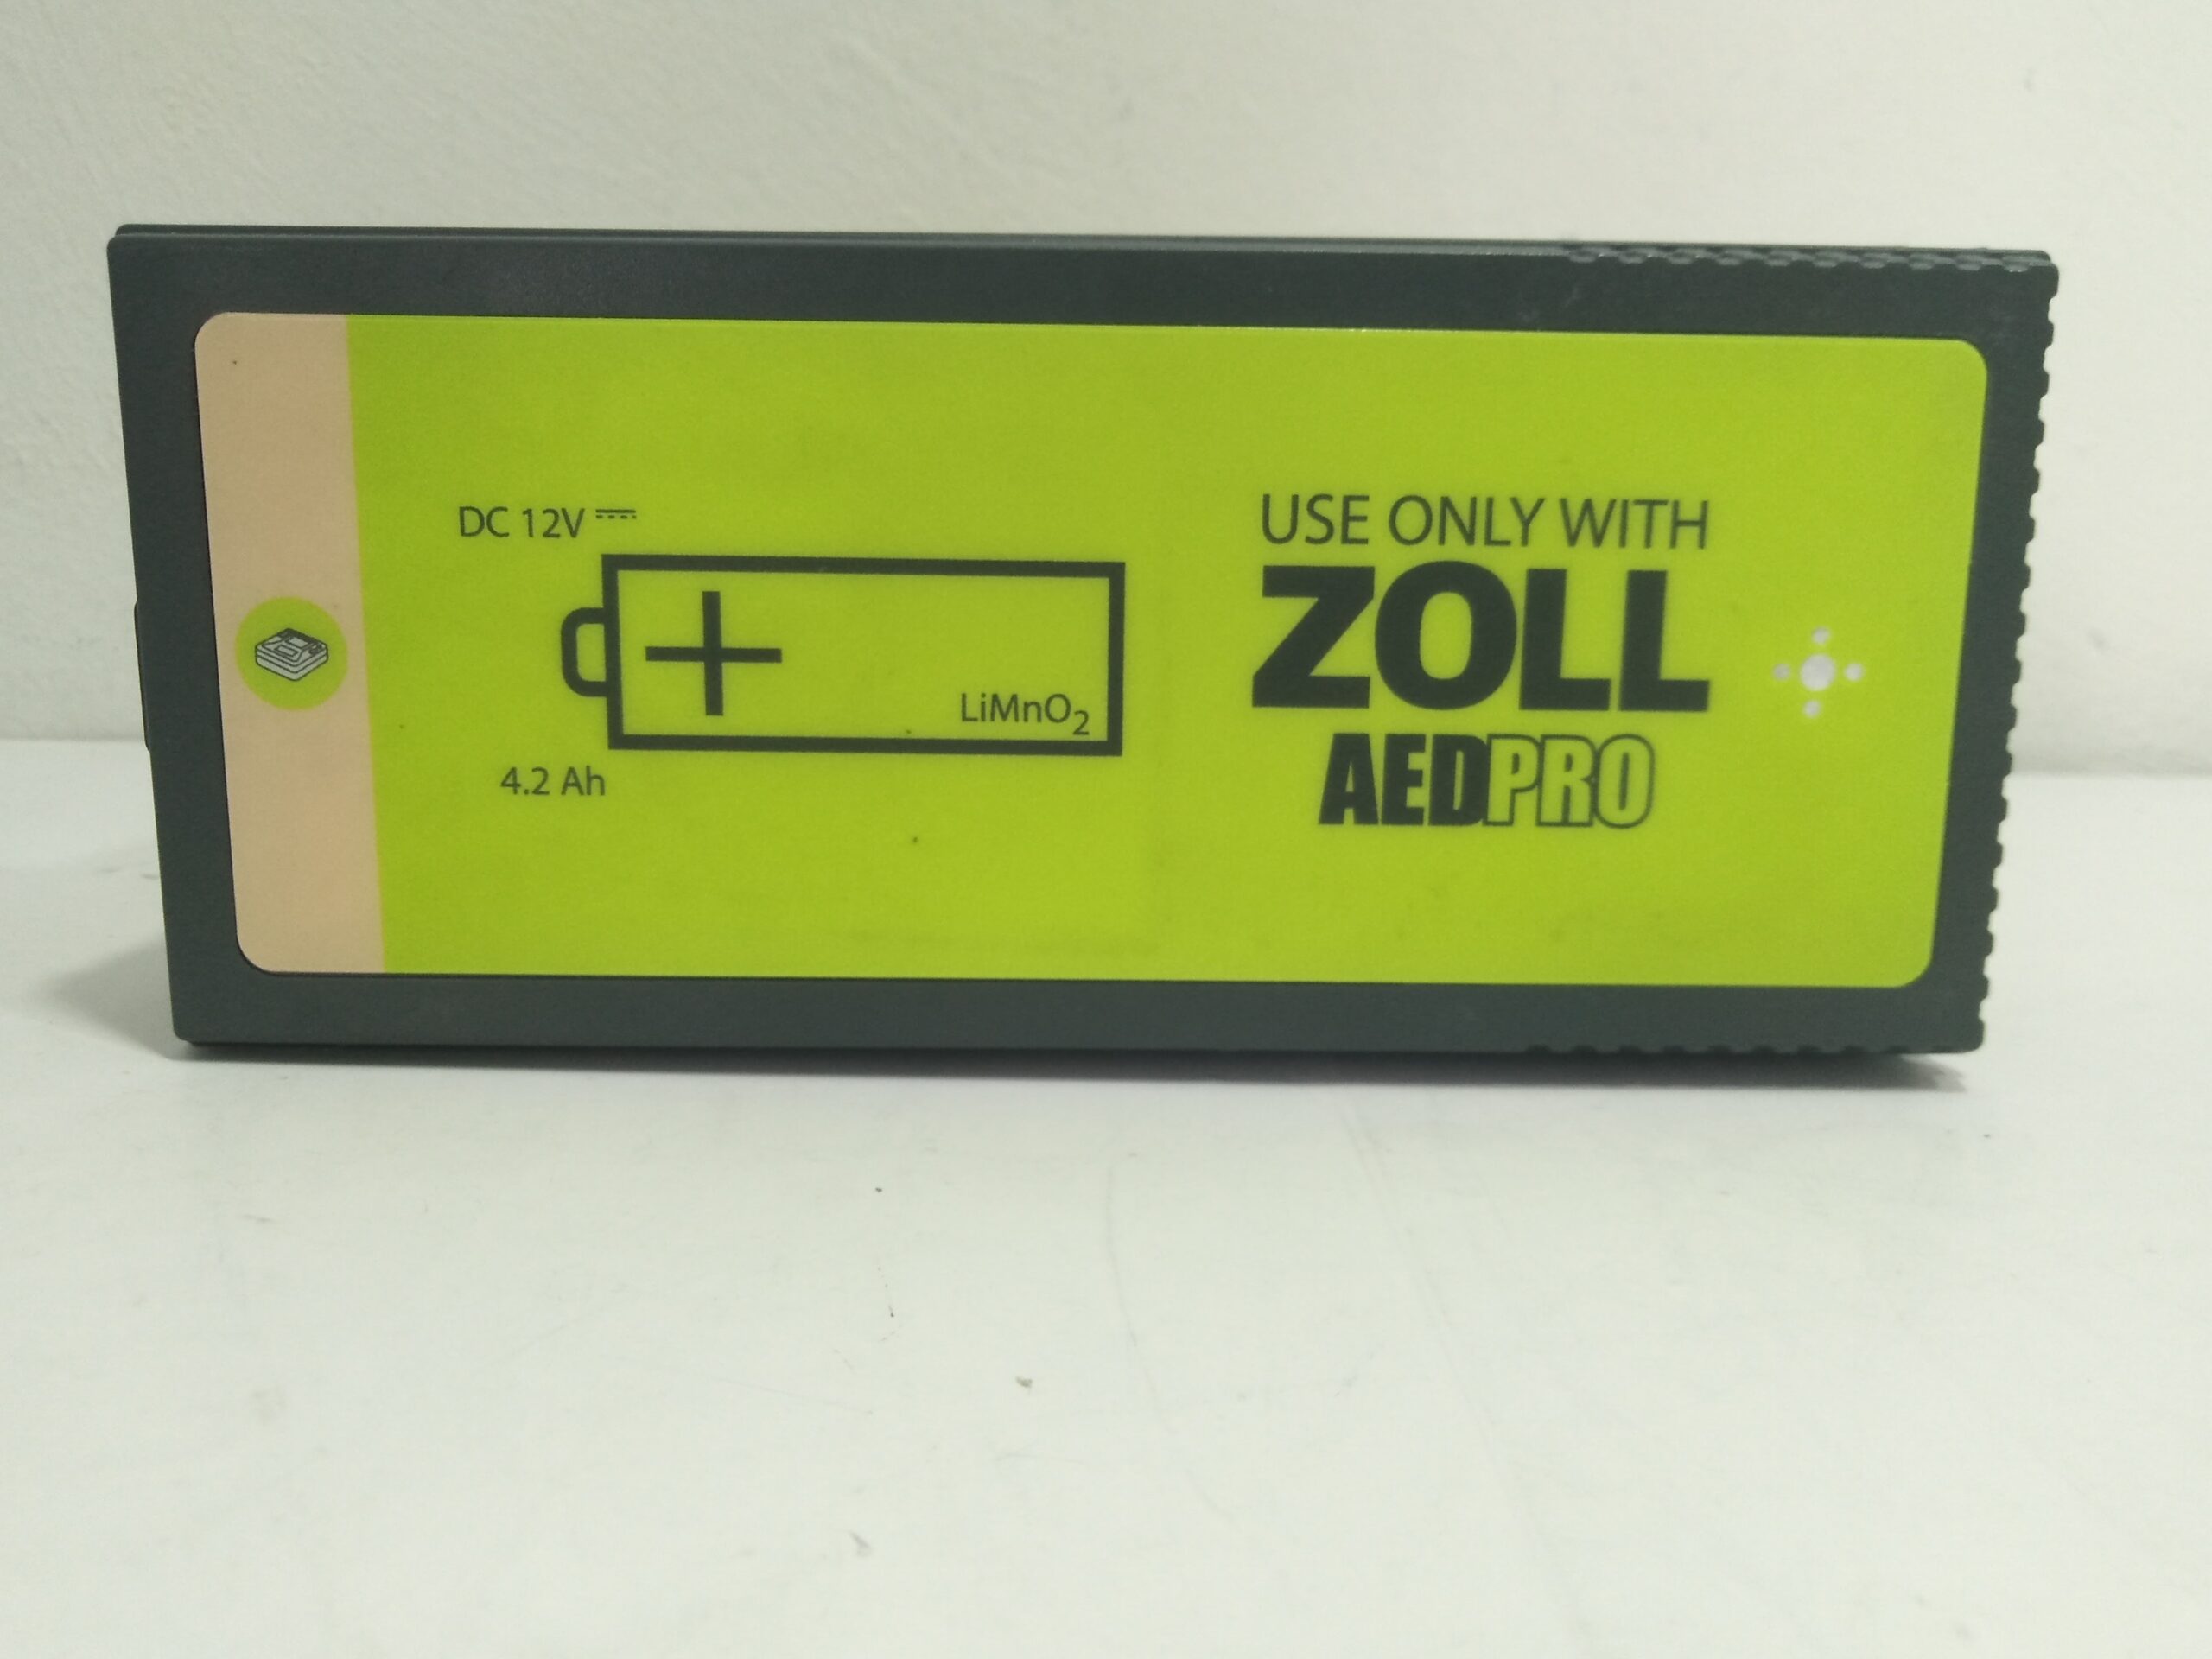 DC 12V
LiMnO2
4.2 Ah
USE ONLY WITH
ZOLL
AEDPRO